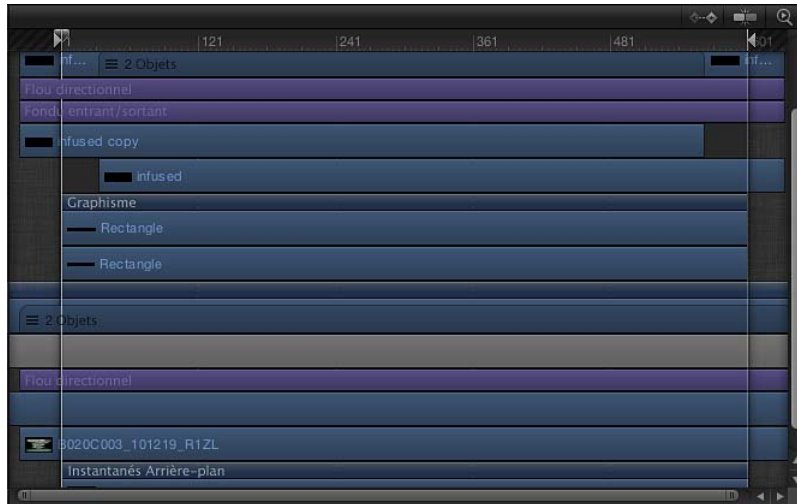 1 121 241 361 481 601
inf... 2 Objets inf...
Flou directionnel
Fondu entrant/sortant
infused copy
infused
Graphisme
Rectangle
Rectangle
2 Objets
Flou directionnel
B020C003_101219_R1ZL
Instantanés Arrière-plan